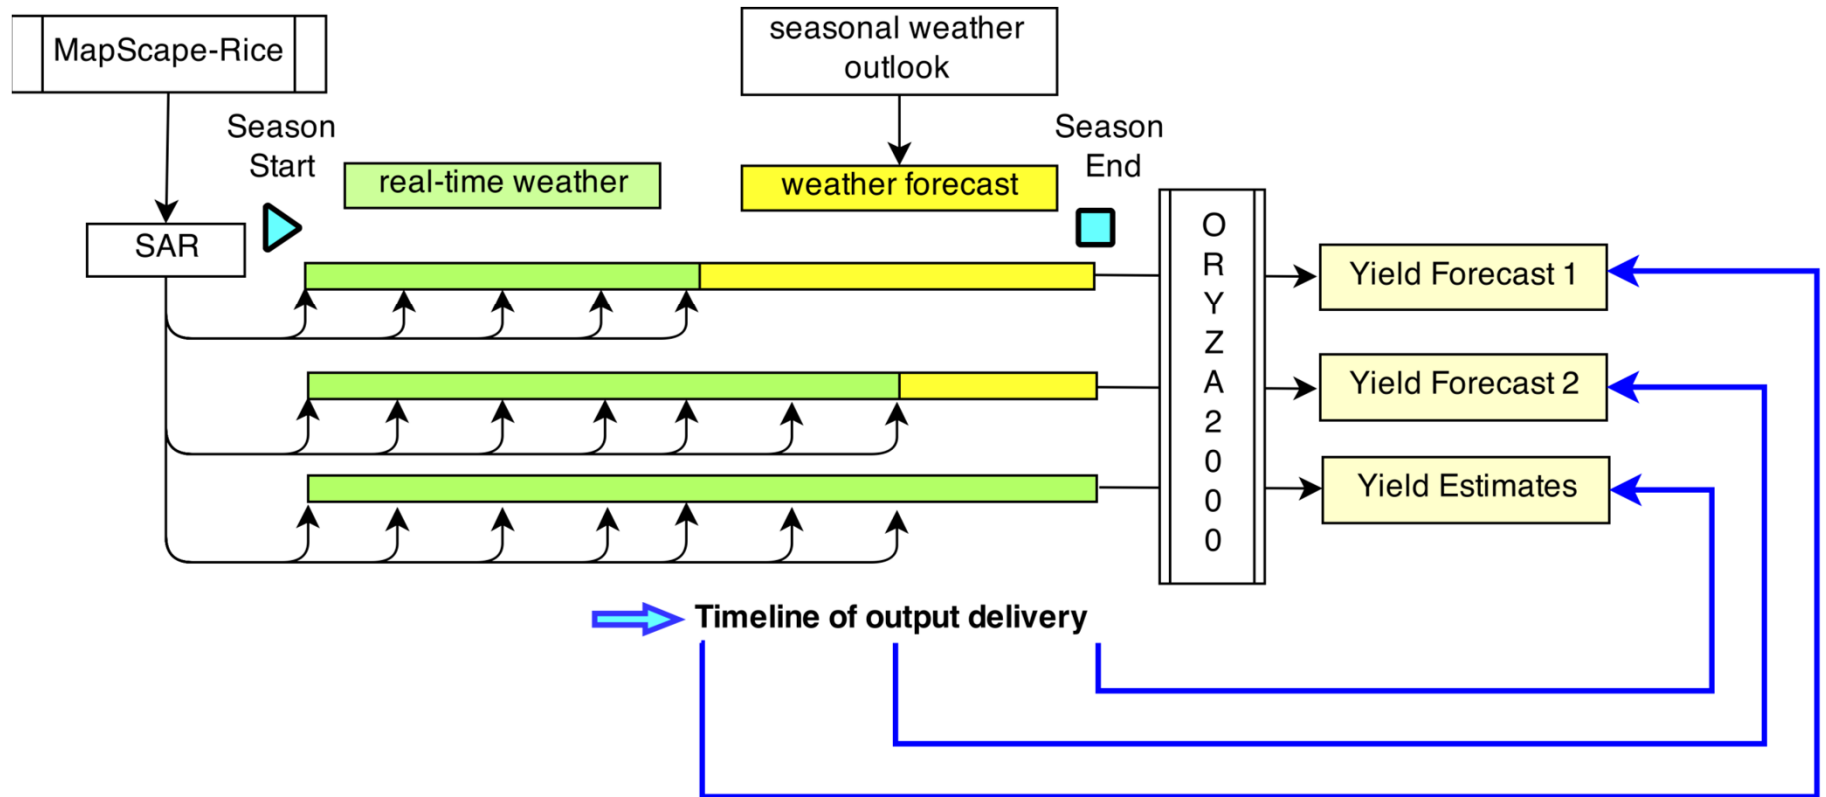 MapScape-Rice
seasonal weather
outlook
Season
Start
Season
End
real-time weather
weather forecast
SAR
O
R
Y
Z
A
2
0
0
0
Yield Forecast 1
Yield Forecast 2
Yield Estimates
Timeline of output delivery